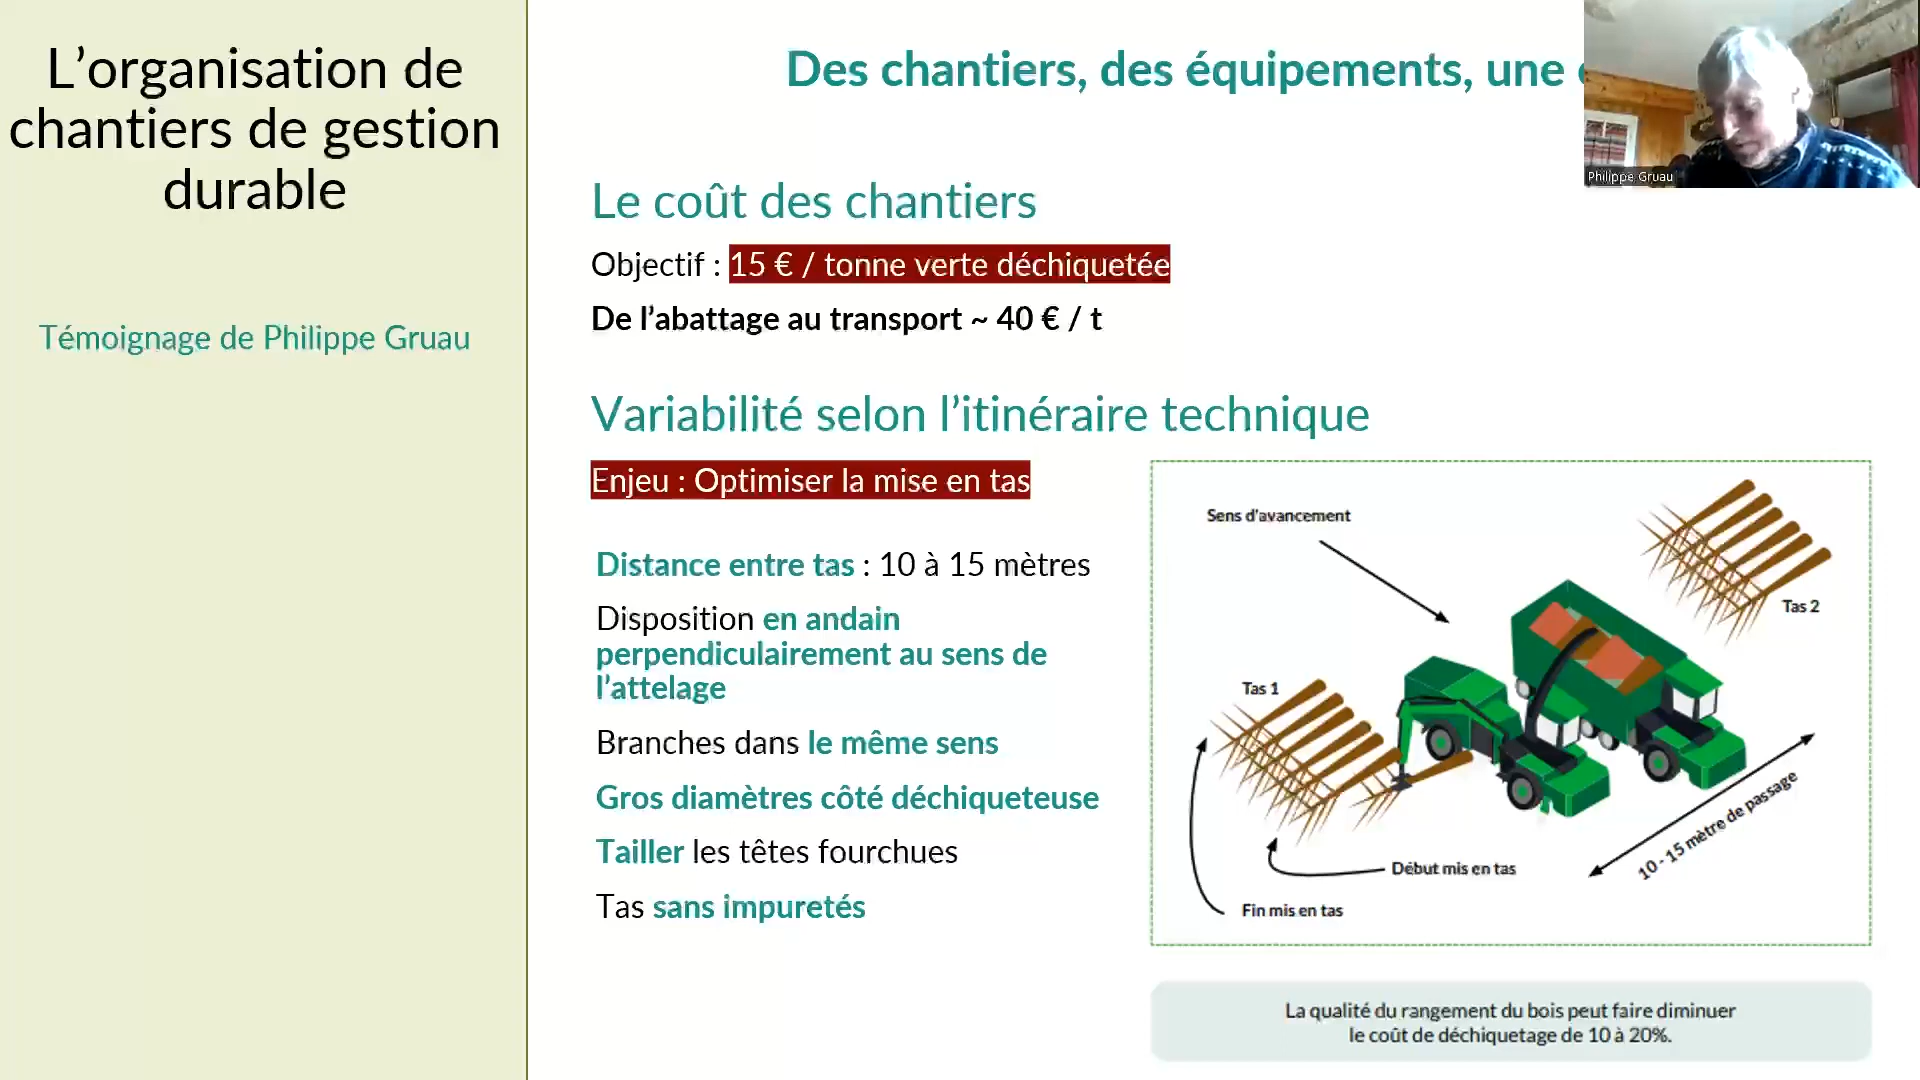 L’organisation de
chantiers de gestion
durable
Témoignage de Philippe Gruau
Des chantiers, des équipements, une
Philippe Gruau
Le coût des chantiers
Objectif : 15 € / tonne verte déchiquetée
De l’abattage au transport ~ 40 € / t
Variabilité selon l’itinéraire technique
Enjeu : Optimiser la mise en tas
Distance entre tas : 10 à 15 mètres
Disposition en andain
perpendiculairement au sens de
l’attelage
Branches dans le même sens
Gros diamètres côté déchiqueteuse
Tailler les têtes fourchues
Tas sans impuretés
Sens d'avancement
Tas 2
Tas 1
10 - 15 mètre de passage
Début mis en tas
Fin mis en tas
La qualité du rangement du bois peut faire diminuer
le coût de déchiquetage de 10 à 20%.